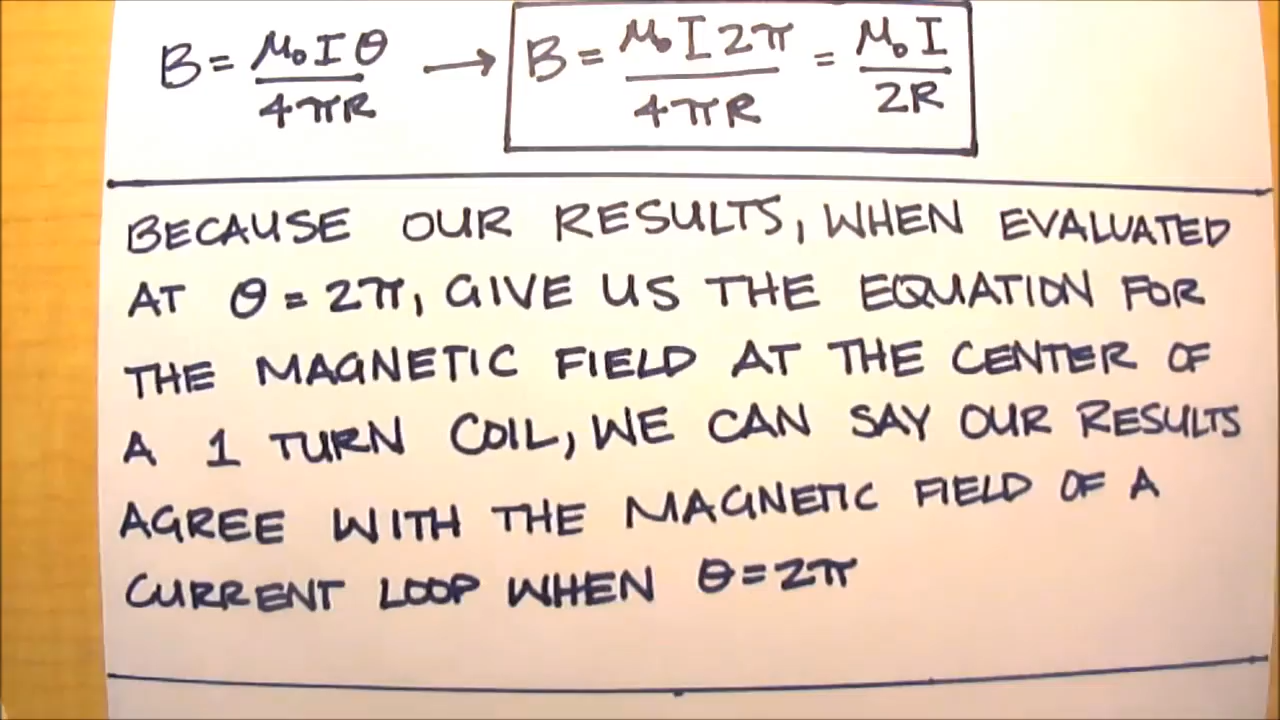 B = μ₀Iθ / 4πR → B = μ₀I2π / 4πR = μ₀I / 2R
BECAUSE OUR RESULTS, WHEN EVALUATED
AT θ = 2π, GIVE US THE EQUATION FOR
THE MAGNETIC FIELD AT THE CENTER OF
A 1 TURN COIL, WE CAN SAY OUR RESULTS
AGREE WITH THE MAGNETIC FIELD OF A
CURRENT LOOP WHEN θ = 2π